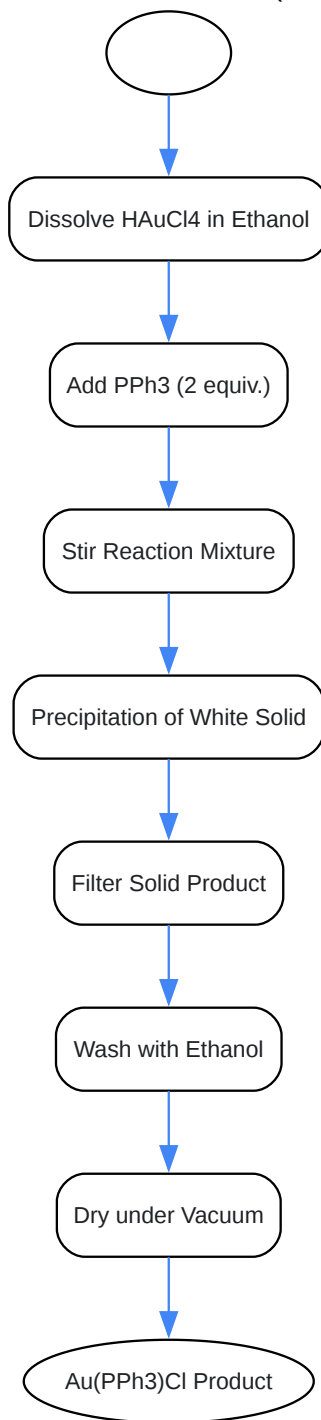 Dissolve HAuCl4 in Ethanol
Add PPh3 (2 equiv.)
Stir Reaction Mixture
Precipitation of White Solid
Filter Solid Product
Wash with Ethanol
Dry under Vacuum
Au(PPh3)Cl Product